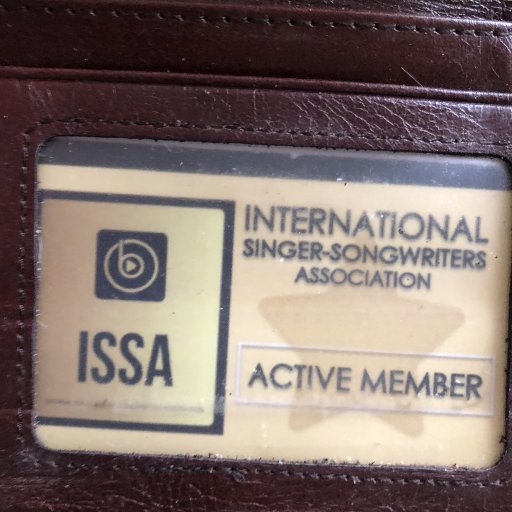 INTERNATIONAL
SINGER-SONGWRITERS
ASSOCIATION
ISSA
ACTIVE MEMBER